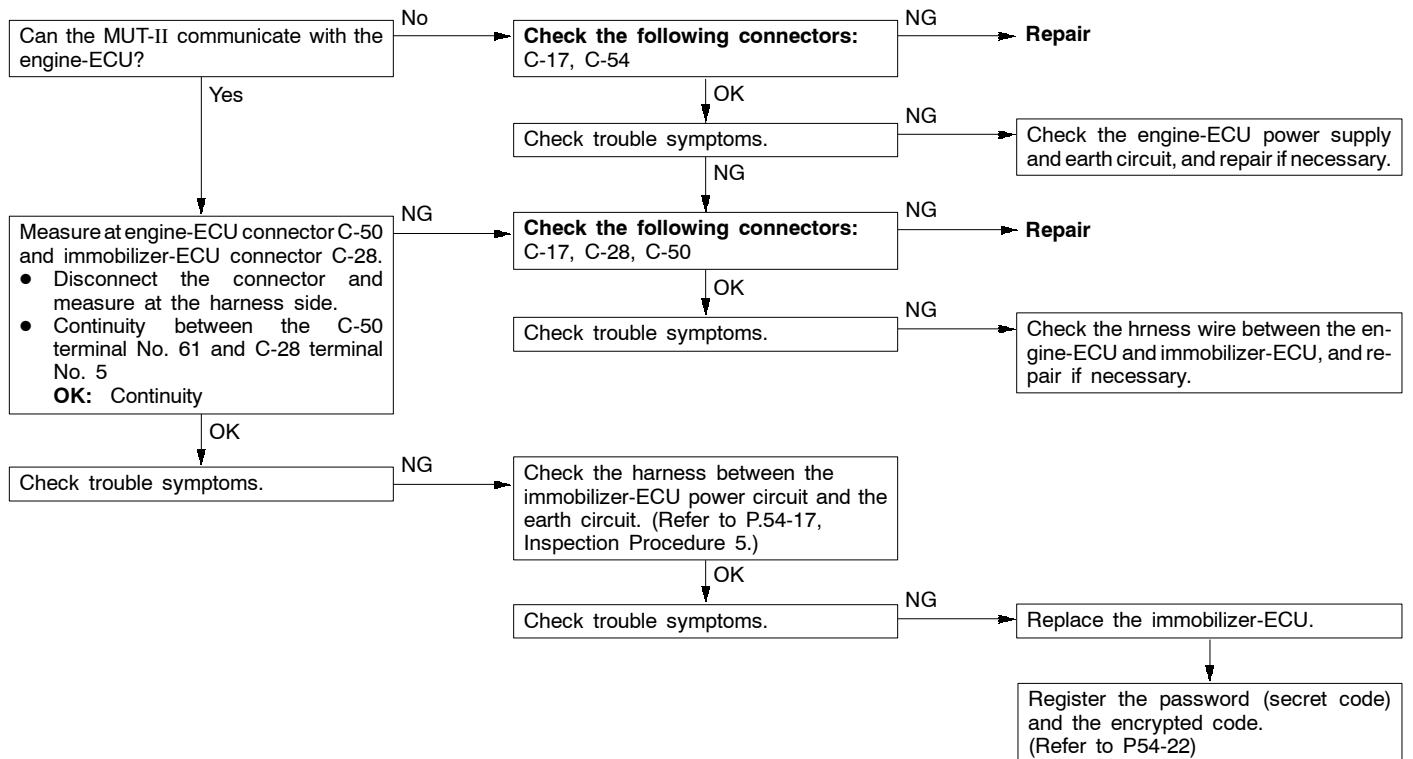 Can the MUT-II communicate with the
engine-ECU?
No
Check the following connectors:
C-17, C-54
NG
Repair
Yes
OK
Check trouble symptoms.
NG
Check the engine-ECU power supply
and earth circuit, and repair if necessary.
NG
Measure at engine-ECU connector C-50
and immobilizer-ECU connector C-28.
● Disconnect the connector and
measure at the harness side.
● Continuity between the C-50
terminal No. 61 and C-28 terminal
No. 5
OK: Continuity
NG
Check the following connectors:
C-17, C-28, C-50
NG
Repair
OK
Check trouble symptoms.
NG
Check the hrness wire between the en-
gine-ECU and immobilizer-ECU, and re-
pair if necessary.
OK
Check trouble symptoms.
NG
Check the harness between the
immobilizer-ECU power circuit and the
earth circuit. (Refer to P.54-17,
Inspection Procedure 5.)
OK
Check trouble symptoms.
NG
Replace the immobilizer-ECU.
Register the password (secret code)
and the encrypted code.
(Refer to P54-22)